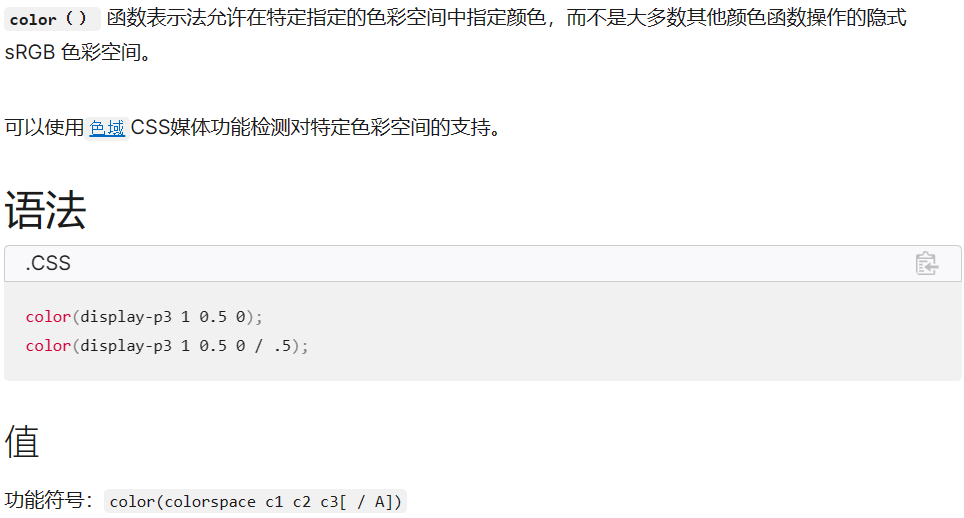 color（） 函数表示法允许在特定指定的色彩空间中指定颜色，而不是大多数其他颜色函数操作的隐式
sRGB 色彩空间。
可以使用 色域 CSS媒体功能检测对特定色彩空间的支持。
语法
.CSS
color(display-p3 1 0.5 0);
color(display-p3 1 0.5 0 / .5);
值
功能符号：color(colorspace c1 c2 c3[ / A])